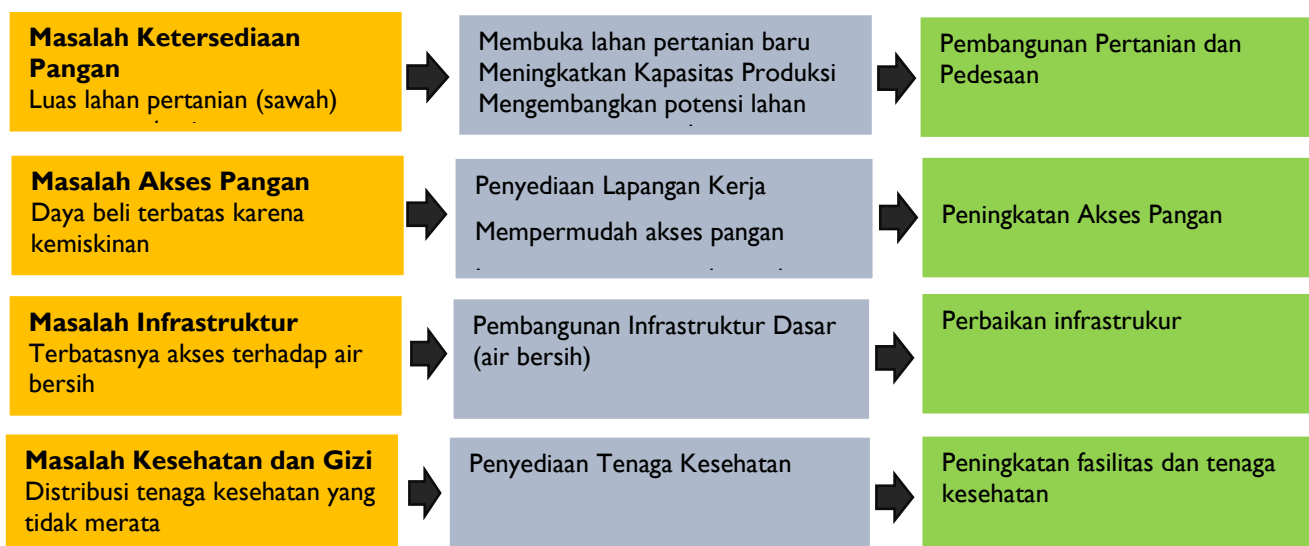 Masalah Ketersediaan
Pangan
Luas lahan pertanian (sawah)
Membuka lahan pertanian baru
Meningkatkan Kapasitas Produksi
Mengembangkan potensi lahan
Pembangunan Pertanian dan
Pedesaan
Masalah Akses Pangan
Daya beli terbatas karena
kemiskinan
Penyediaan Lapangan Kerja
Mempermudah akses pangan
Peningkatan Akses Pangan
Masalah Infrastruktur
Terbatasnya akses terhadap air
bersih
Pembangunan Infrastruktur Dasar
(air bersih)
Perbaikan infrastrukur
Masalah Kesehatan dan Gizi
Distribusi tenaga kesehatan yang
tidak merata
Penyediaan Tenaga Kesehatan
Peningkatan fasilitas dan tenaga
kesehatan